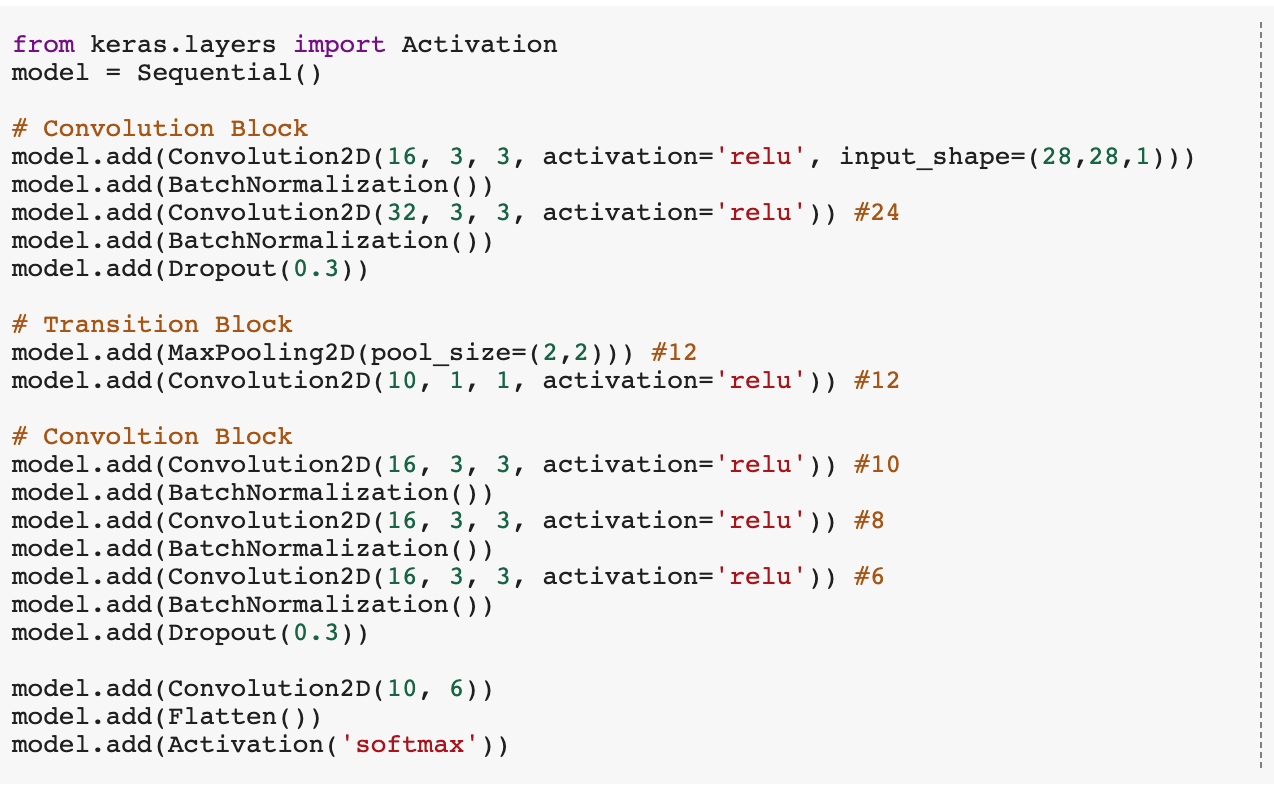 from keras.layers import Activation
model = Sequential()
# Convolution Block
model.add(Convolution2D(16, 3, 3, activation='relu', input_shape=(28,28,1)))
model.add(BatchNormalization())
model.add(Convolution2D(32, 3, 3, activation='relu')) #24
model.add(BatchNormalization())
model.add(Dropout(0.3))
# Transition Block
model.add(MaxPooling2D(pool_size=(2,2))) #12
model.add(Convolution2D(10, 1, 1, activation='relu')) #12
# Convoltion Block
model.add(Convolution2D(16, 3, 3, activation='relu')) #10
model.add(BatchNormalization())
model.add(Convolution2D(16, 3, 3, activation='relu')) #8
model.add(BatchNormalization())
model.add(Convolution2D(16, 3, 3, activation='relu')) #6
model.add(BatchNormalization())
model.add(Dropout(0.3))
model.add(Convolution2D(10, 6))
model.add(Flatten())
model.add(Activation('softmax'))